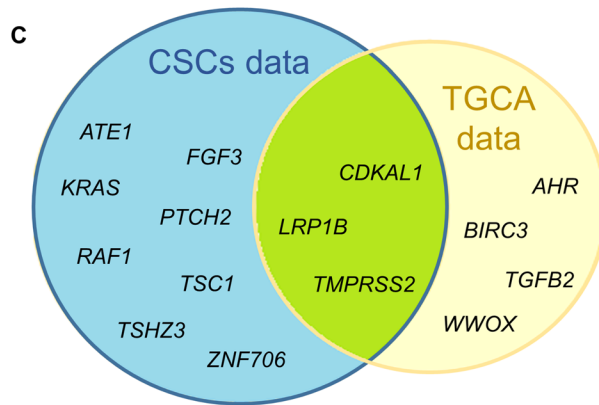 C
CSCs data
TGCA
data
ATE1
FGF3
KRAS
PTCH2
RAF1
TSC1
TSHZ3
ZNF706
CDKAL1
LRP1B
TMPRSS2
AHR
BIRC3
TGFB2
WWOX